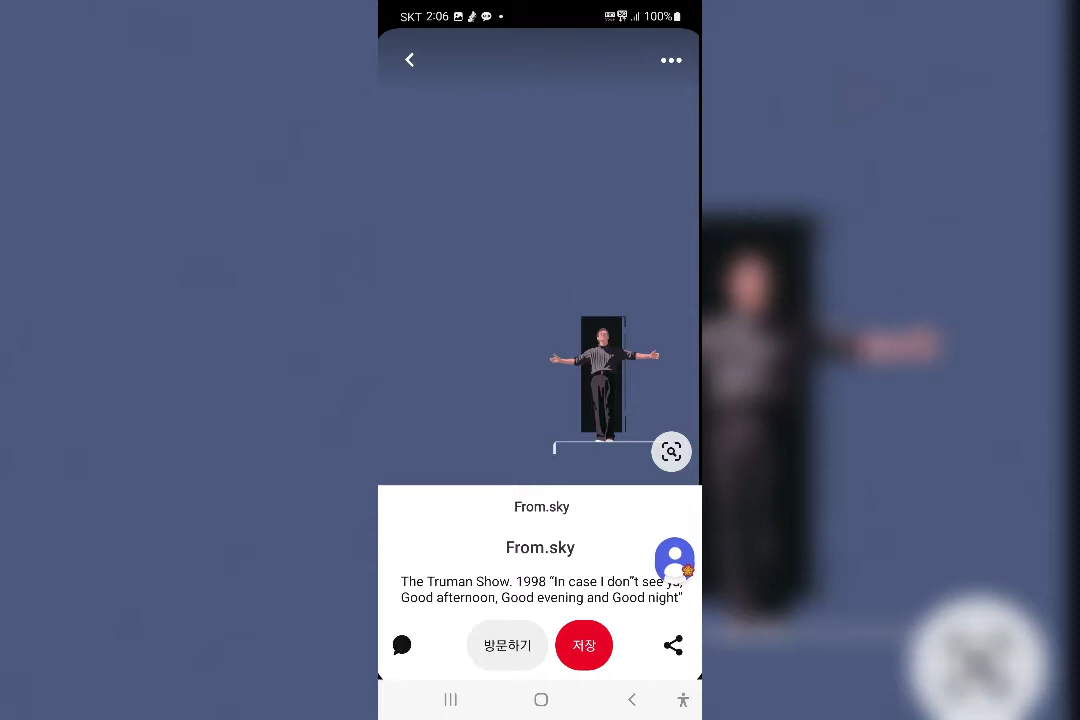 SKT 2:06 100%
From.sky
From.sky
The Truman Show. 1998 “In case I don”t see ya,
Good afternoon, Good evening and Good night"
방문하기 저장